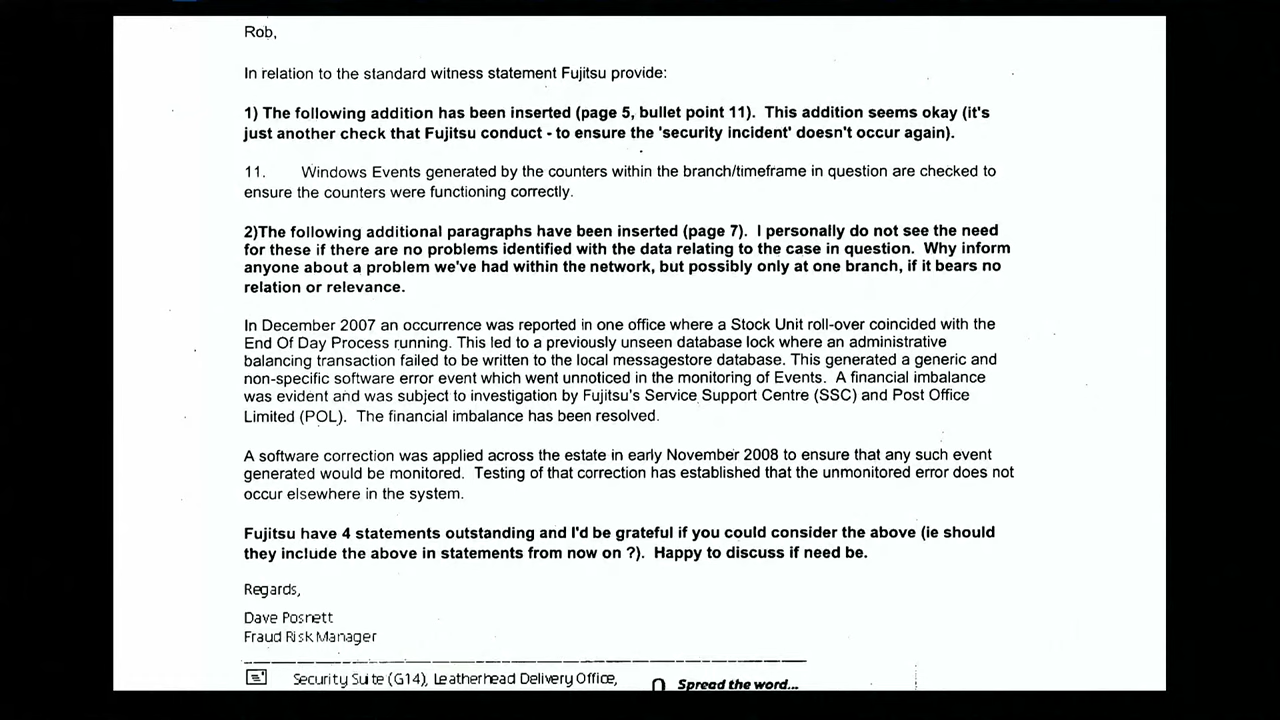 Rob,
In relation to the standard witness statement Fujitsu provide:
1) The following addition has been inserted (page 5, bullet point 11).  This addition seems okay (it's
just another check that Fujitsu conduct - to ensure the 'security incident' doesn't occur again).
11.      Windows Events generated by the counters within the branch/timeframe in question are checked to
ensure the counters were functioning correctly.
2)The following additional paragraphs have been inserted (page 7).  I personally do not see the need
for these if there are no problems identified with the data relating to the case in question.  Why inform
anyone about a problem we've had within the network, but possibly only at one branch, if it bears no
relation or relevance.
In December 2007 an occurrence was reported in one office where a Stock Unit roll-over coincided with the
End Of Day Process running. This led to a previously unseen database lock where an administrative
balancing transaction failed to be written to the local messagestore database. This generated a generic and
non-specific software error event which went unnoticed in the monitoring of Events.  A financial imbalance
was evident and was subject to investigation by Fujitsu's Service Support Centre (SSC) and Post Office
Limited (POL).  The financial imbalance has been resolved.
A software correction was applied across the estate in early November 2008 to ensure that any such event
generated would be monitored.  Testing of that correction has established that the unmonitored error does not
occur elsewhere in the system.
Fujitsu have 4 statements outstanding and I'd be grateful if you could consider the above (ie should
they include the above in statements from now on ?).  Happy to discuss if need be.
Regards,
Dave Posnett
Fraud Risk Manager
Security Suite (G14), Leatherhead Delivery Office,
Spread the word...